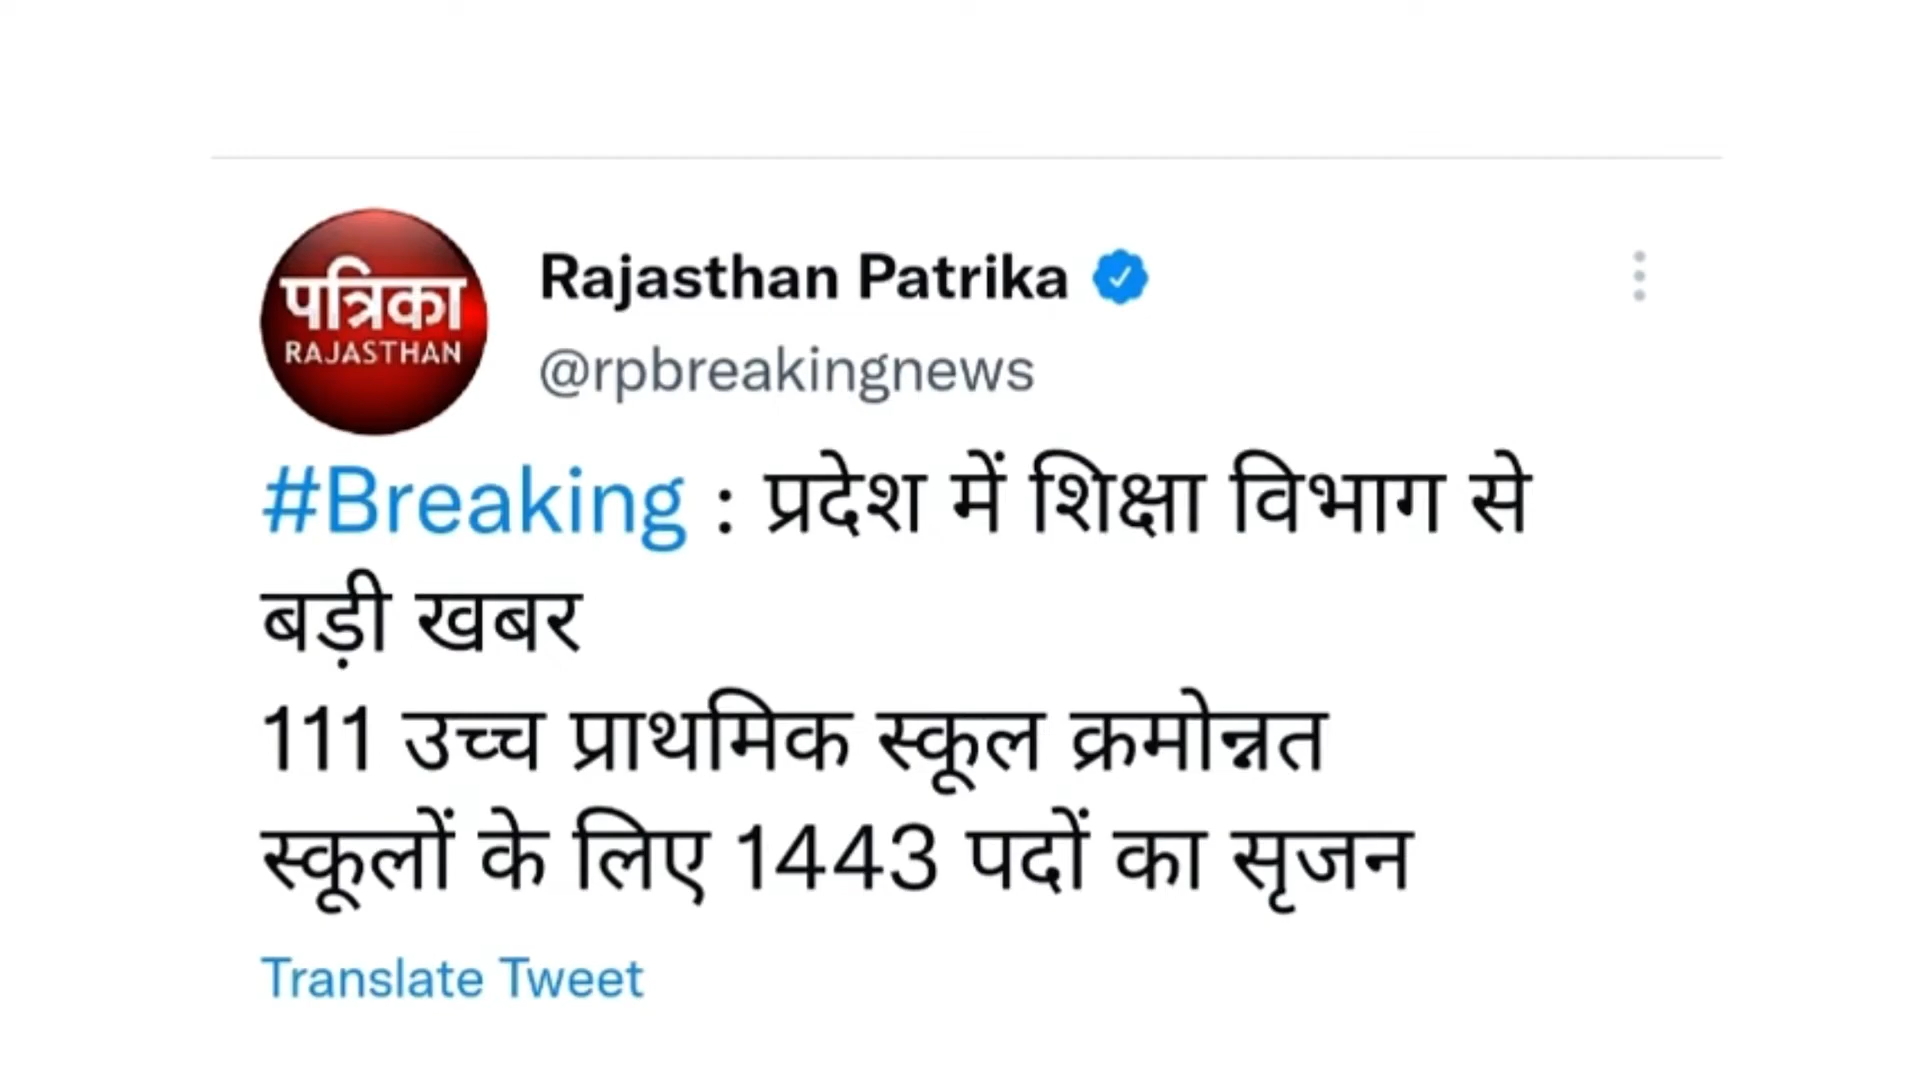 पत्रिका
RAJASTHAN
Rajasthan Patrika
@rpbreakingnews
#Breaking : प्रदेश में शिक्षा विभाग से
बड़ी खबर
111 उच्च प्राथमिक स्कूल क्रमोन्नत
स्कूलों के लिए 1443 पदों का सृजन
Translate Tweet